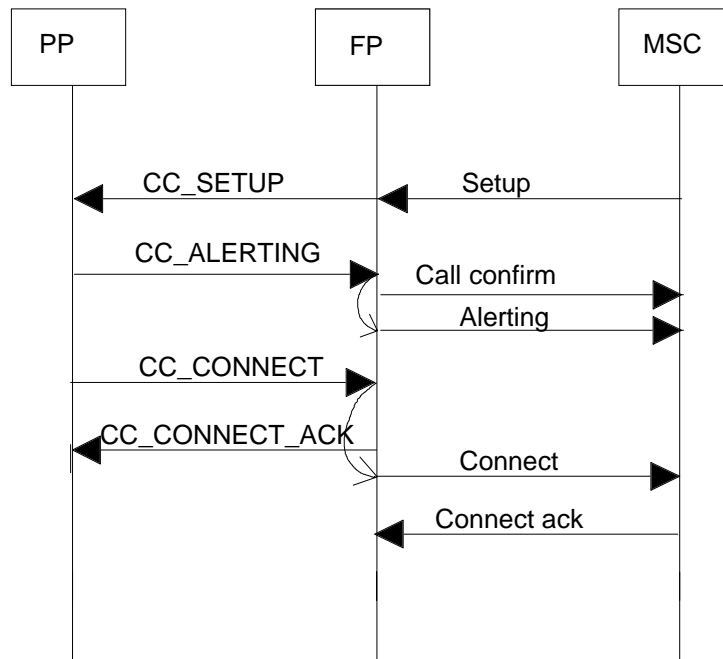 PP
FP
MSC
CC_SETUP
Setup
CC_ALERTING
Call confirm
Alerting
CC_CONNECT
CC_CONNECT_ACK
Connect
Connect ack